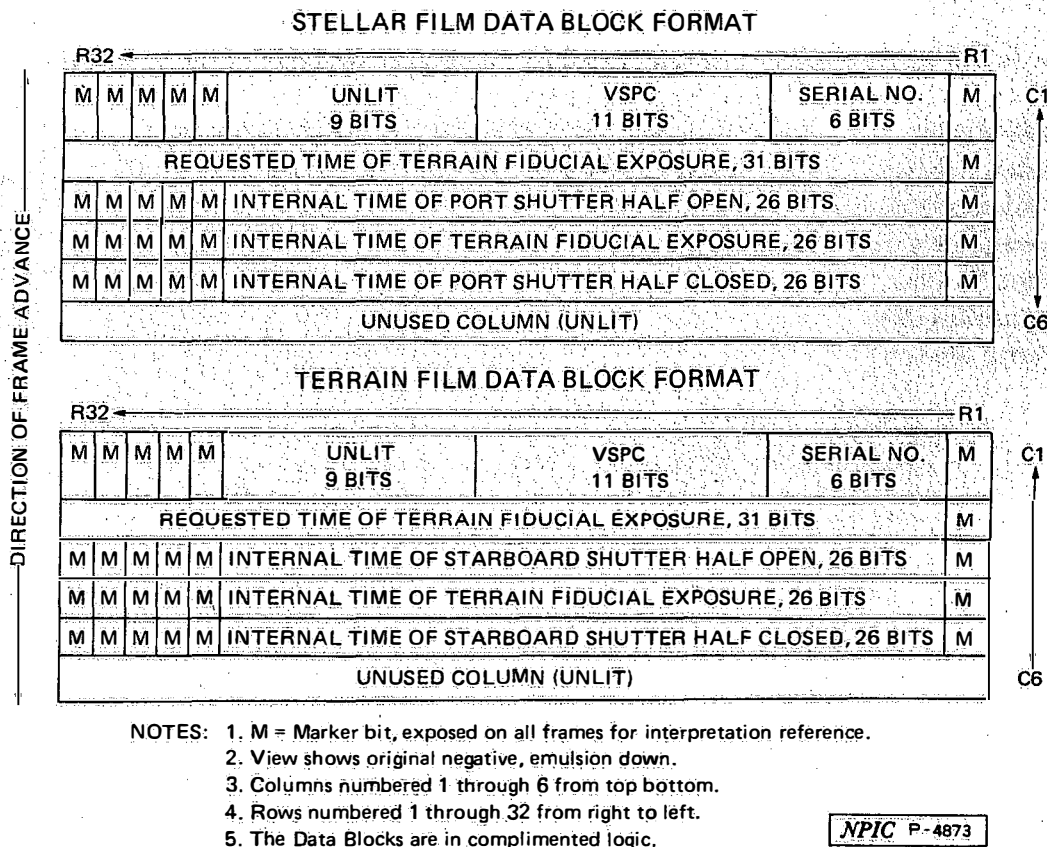 STELLAR FILM DATA BLOCK FORMAT
R32 R1
M M M M M UNLIT 9 BITS VSPC 11 BITS SERIAL NO. 6 BITS M C1
REQUESTED TIME OF TERRAIN FIDUCIAL EXPOSURE, 31 BITS M
M M M M M INTERNAL TIME OF PORT SHUTTER HALF OPEN, 26 BITS M
M M M M M INTERNAL TIME OF TERRAIN FIDUCIAL EXPOSURE, 26 BITS M
M M M M M INTERNAL TIME OF PORT SHUTTER HALF CLOSED, 26 BITS M
UNUSED COLUMN (UNLIT) C6
DIRECTION OF FRAME ADVANCE
TERRAIN FILM DATA BLOCK FORMAT
R32 R1
M M M M M UNLIT 9 BITS VSPC 11 BITS SERIAL NO. 6 BITS M C1
REQUESTED TIME OF TERRAIN FIDUCIAL EXPOSURE, 31 BITS M
M M M M M INTERNAL TIME OF STARBOARD SHUTTER HALF OPEN, 26 BITS M
M M M M M INTERNAL TIME OF TERRAIN FIDUCIAL EXPOSURE, 26 BITS M
M M M M M INTERNAL TIME OF STARBOARD SHUTTER HALF CLOSED, 26 BITS M
UNUSED COLUMN (UNLIT) C6
NOTES: 1. M = Marker bit, exposed on all frames for interpretation reference.
2. View shows original negative, emulsion down.
3. Columns numbered 1 through 6 from top bottom.
4. Rows numbered 1 through 32 from right to left.
5. The Data Blocks are in complimented logic.
NPIC P-4873